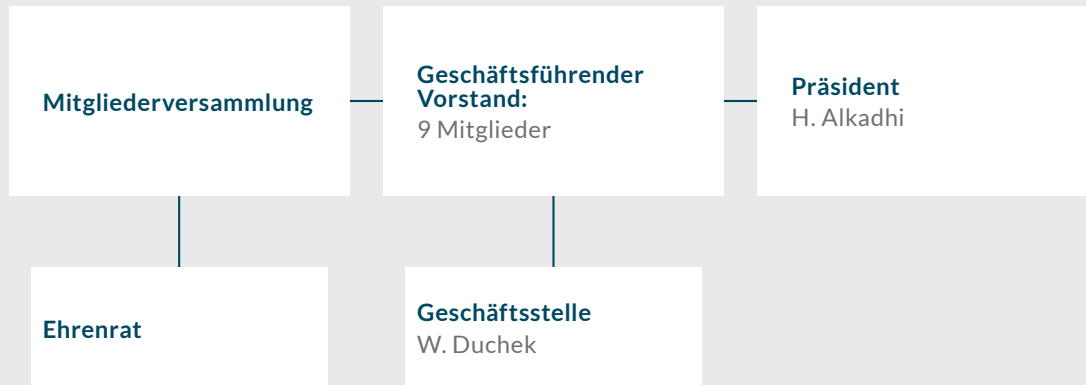 Mitgliederversammlung
Geschäftsführender
Vorstand:
9 Mitglieder
Präsident
H. Alkadhi
Ehrenrat
Geschäftsstelle
W. Duchek